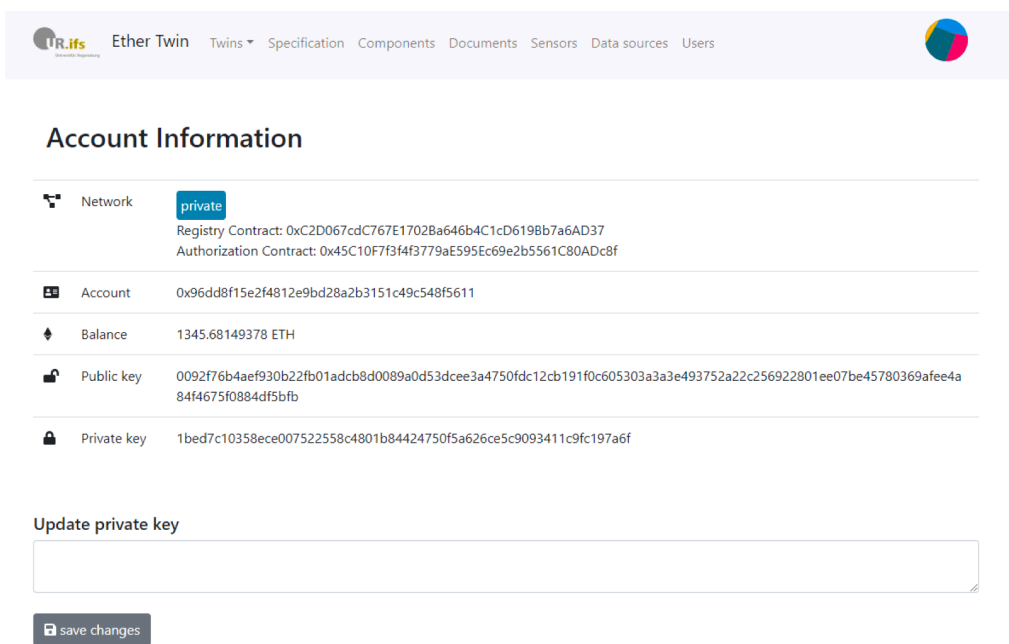 UR.ifs
Universität Regensburg
Ether Twin Twins Specification Components Documents Sensors Data sources Users
Account Information
Network private
Registry Contract: 0xC2D067cdC767E1702Ba646b4C1cD619Bb7a6AD37
Authorization Contract: 0x45C10F7f3f4f3779aE595Ec69e2b5561C80ADc8f
Account 0x96dd8f15e2f4812e9bd28a2b3151c49c548f5611
Balance 1345.68149378 ETH
Public key 0092f76b4aef930b22fb01adcb8d0089a0d53dcee3a4750fdc12cb191f0c605303a3a3e493752a22c256922801ee07be45780369afee4a
84f4675f0884df5bfb
Private key 1bed7c10358ece007522558c4801b84424750f5a626ce5c9093411c9fc197a6f
Update private key
save changes